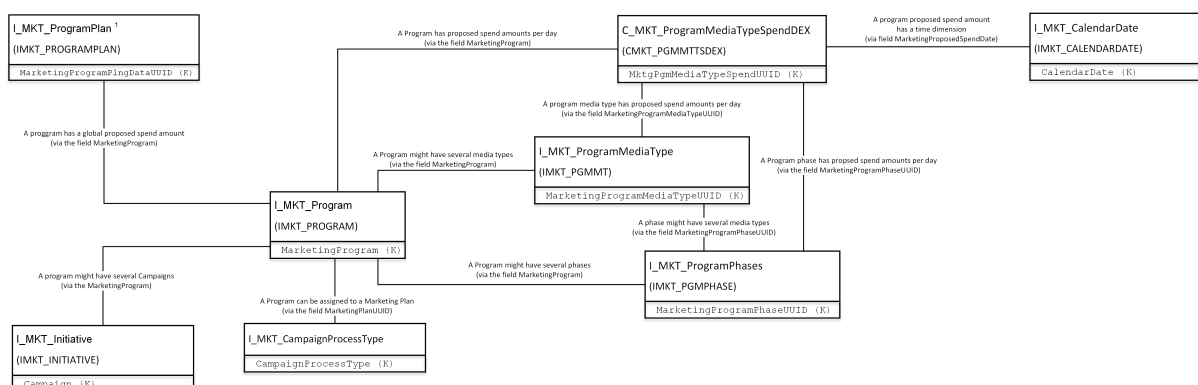 I_MKT_ProgramPlan ¹
(IMKT_PROGRAMPLAN)
MarketingProgramPlngDataUUID (K)
A Program has proposed spend amounts per day
(via the field MarketingProgram)
C_MKT_ProgramMediaTypeSpendDEX
(CMKT_PGMMTTSDEX)
MktgPgmMediaTypeSpendUUID (K)
A program proposed spend amount
has a time dimension
(via field MarketingProposedSpendDate)
I_MKT_CalendarDate
(IMKT_CALENDARDATE)
CalendarDate (K)
A proggram has a global proposed spend amount
(via the field MarketingProgram)
A program media type has proposed spend amounts per day
(via the field MarketingProgramMediaTypeUUID)
A Program might have several media types
(via the field MarketingProgram)
I_MKT_ProgramMediaType
(IMKT_PGMMT)
MarketingProgramMediaTypeUUID (K)
A Program phase has propsed spend amounts per day
(via the field MarketingProgramPhaseUUID)
I_MKT_Program
(IMKT_PROGRAM)
MarketingProgram (K)
A phase might have several media types
(via the field MarketingProgramPhaseUUID)
A Program might have several phases
(via the field MarketingProgram)
I_MKT_ProgramPhases
(IMKT_PGMPHASE)
MarketingProgramPhaseUUID (K)
A program might have several Campaigns
(via the MarketingProgram)
A Program can be assigned to a Marketing Plan
(via the field MarketingPlanUUID)
I_MKT_Initiative
(IMKT_INITIATIVE)
Campaign (K)
I_MKT_CampaignProcessType
CampaignProcessType (K)